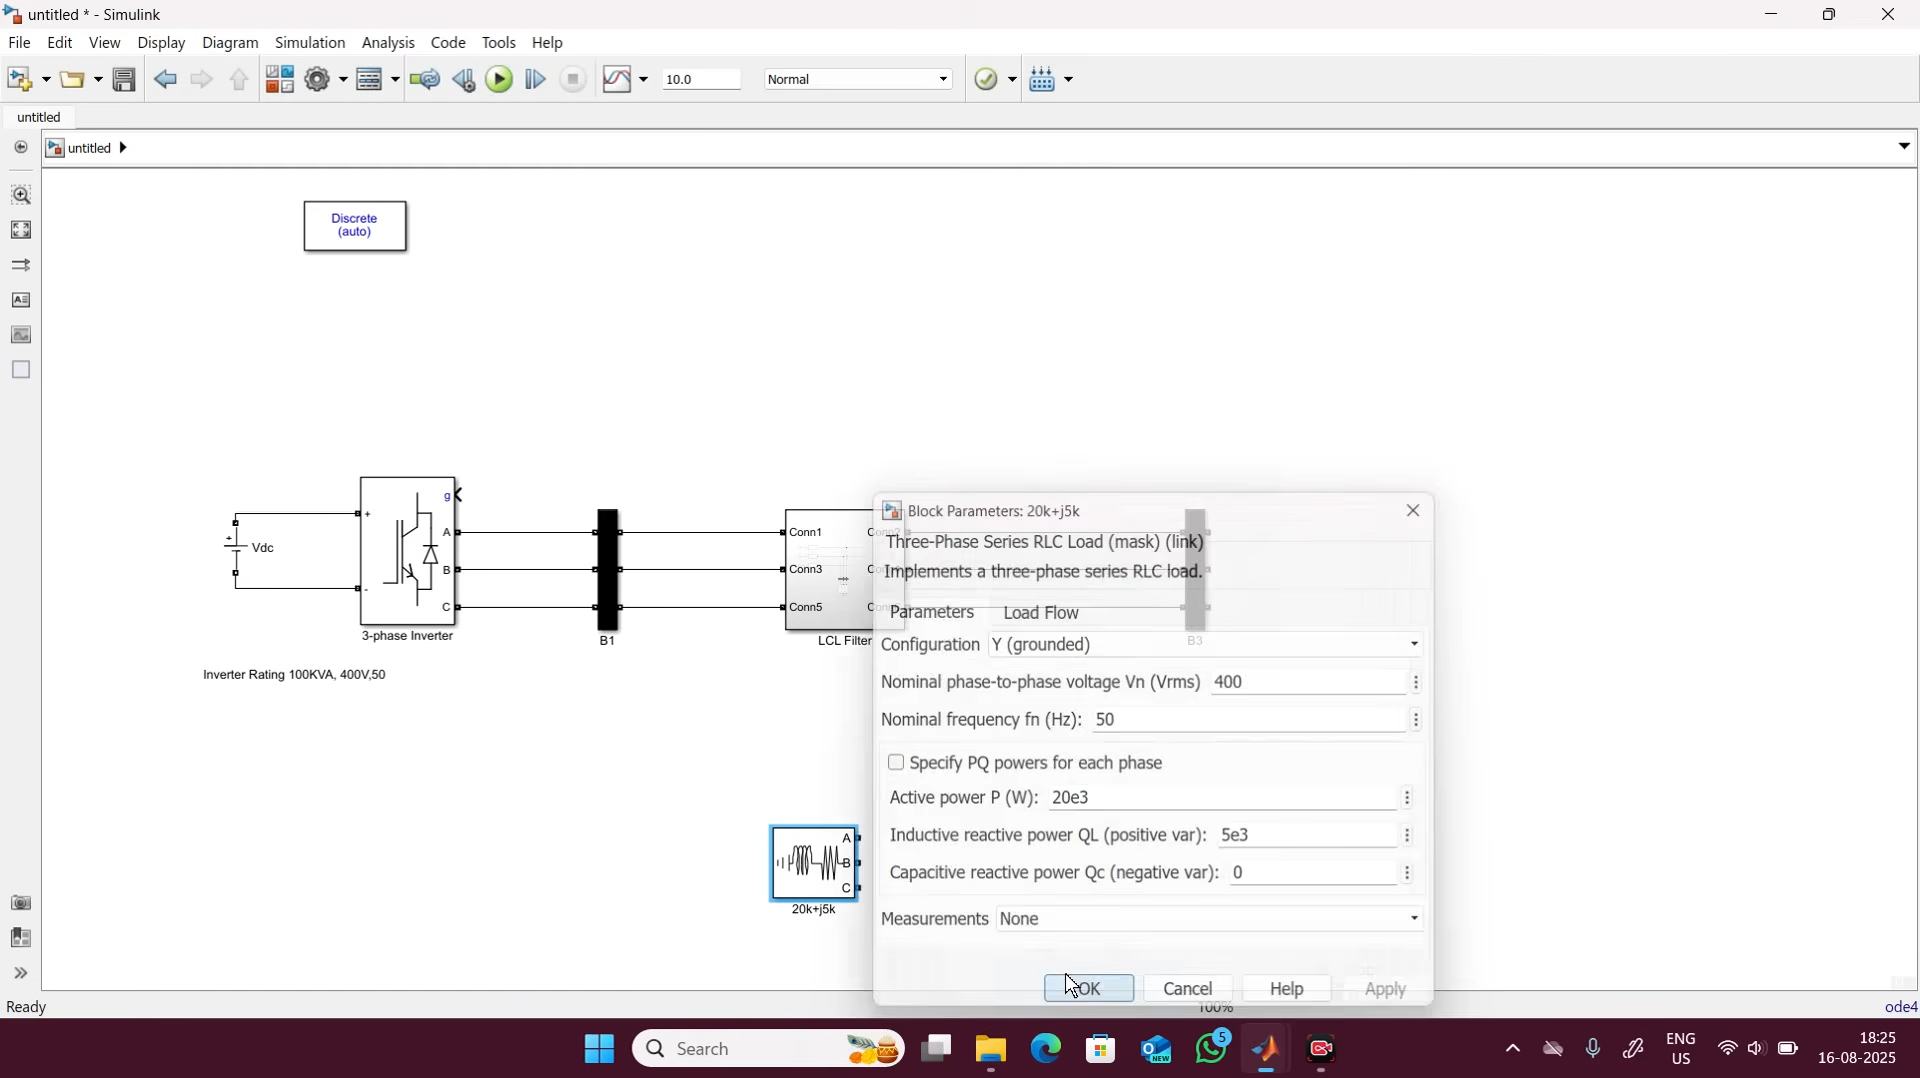 untitled * - Simulink
File Edit View Display Diagram Simulation Analysis Code Tools Help
10.0 Normal
untitled
untitled
Discrete
(auto)
g
+ A
B
- C
+
Vdc
3-phase Inverter
B1
Conn1
Conn3
Conn5
LCL Filter
B3
Inverter Rating 100KVA, 400V,50
A
B
C
20k+j5k
Block Parameters: 20k+j5k
Three-Phase Series RLC Load (mask) (link)
Implements a three-phase series RLC load.
Parameters Load Flow
Configuration Y (grounded)
Nominal phase-to-phase voltage Vn (Vrms) 400
Nominal frequency fn (Hz): 50
Specify PQ powers for each phase
Active power P (W): 20e3
Inductive reactive power QL (positive var): 5e3
Capacitive reactive power Qc (negative var): 0
Measurements None
OK Cancel Help Apply
Ready 100% ode4
Search
NEW
5
ENG
US
18:25
16-08-2025